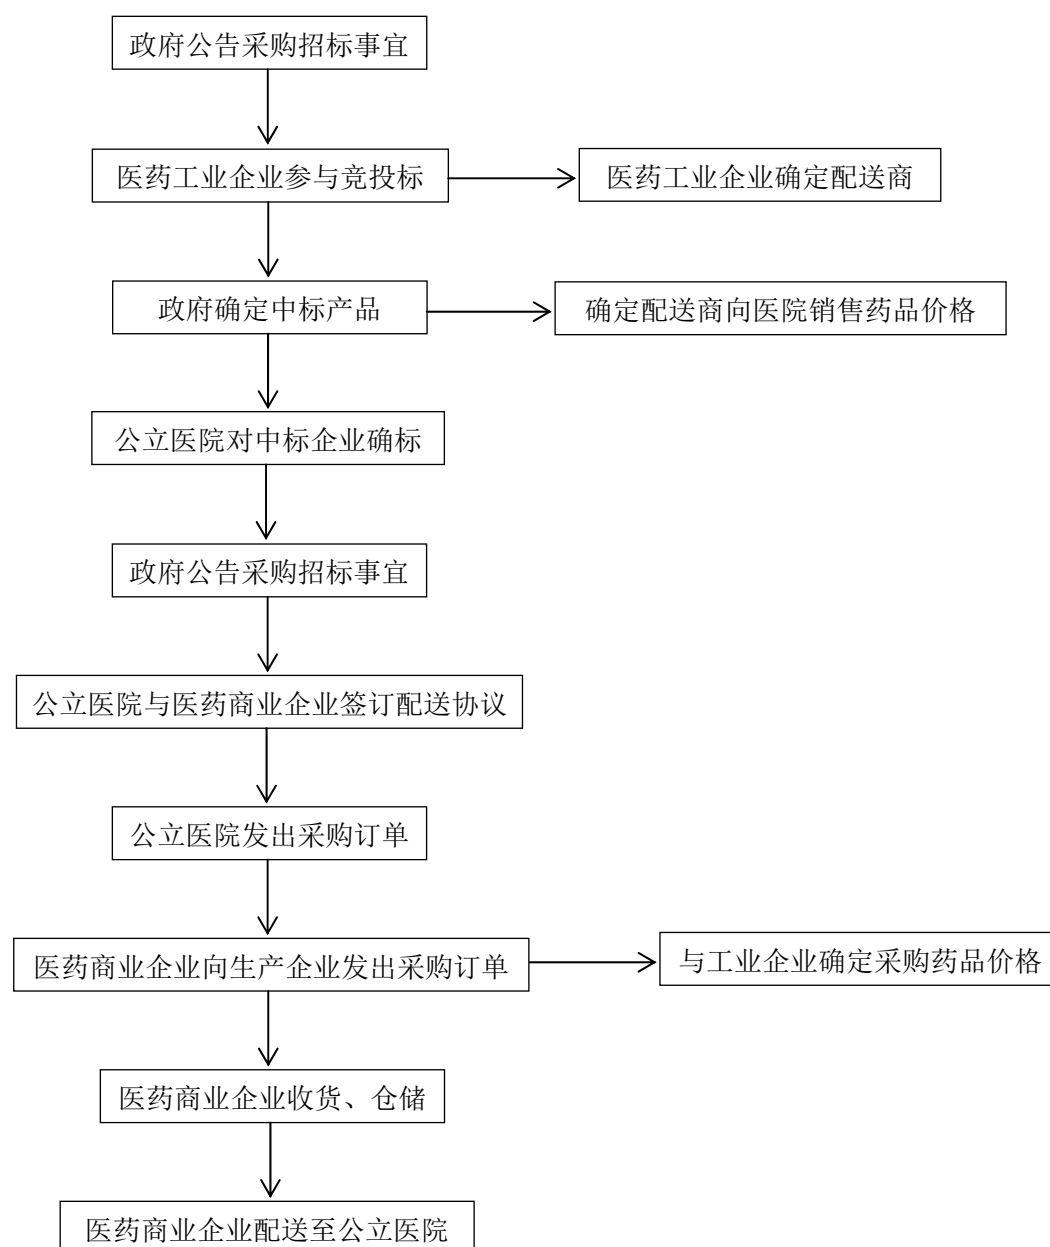 政府公告采购招标事宜
医药工业企业参与竞投标
医药工业企业确定配送商
政府确定中标产品
确定配送商向医院销售药品价格
公立医院对中标企业确标
政府公告采购招标事宜
公立医院与医药商业企业签订配送协议
公立医院发出采购订单
医药商业企业向生产企业发出采购订单
与工业企业确定采购药品价格
医药商业企业收货、仓储
医药商业企业配送至公立医院